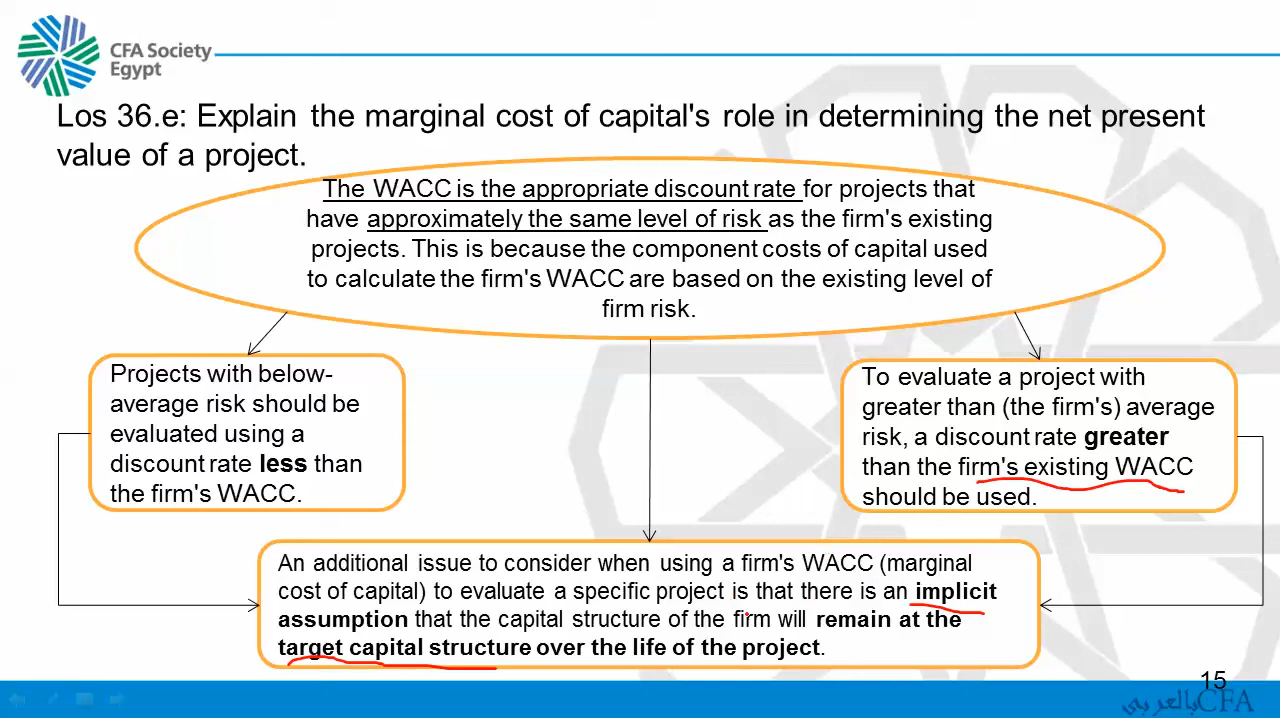 CFA Society
Egypt
Los 36.e: Explain the marginal cost of capital's role in determining the net present
value of a project.
The WACC is the appropriate discount rate for projects that
have approximately the same level of risk as the firm's existing
projects. This is because the component costs of capital used
to calculate the firm's WACC are based on the existing level of
firm risk.
Projects with below-
average risk should be
evaluated using a
discount rate less than
the firm's WACC.
To evaluate a project with
greater than (the firm's) average
risk, a discount rate greater
than the firm's existing WACC
should be used.
An additional issue to consider when using a firm's WACC (marginal
cost of capital) to evaluate a specific project is that there is an implicit
assumption that the capital structure of the firm will remain at the
target capital structure over the life of the project.
15
CFA بالعربي